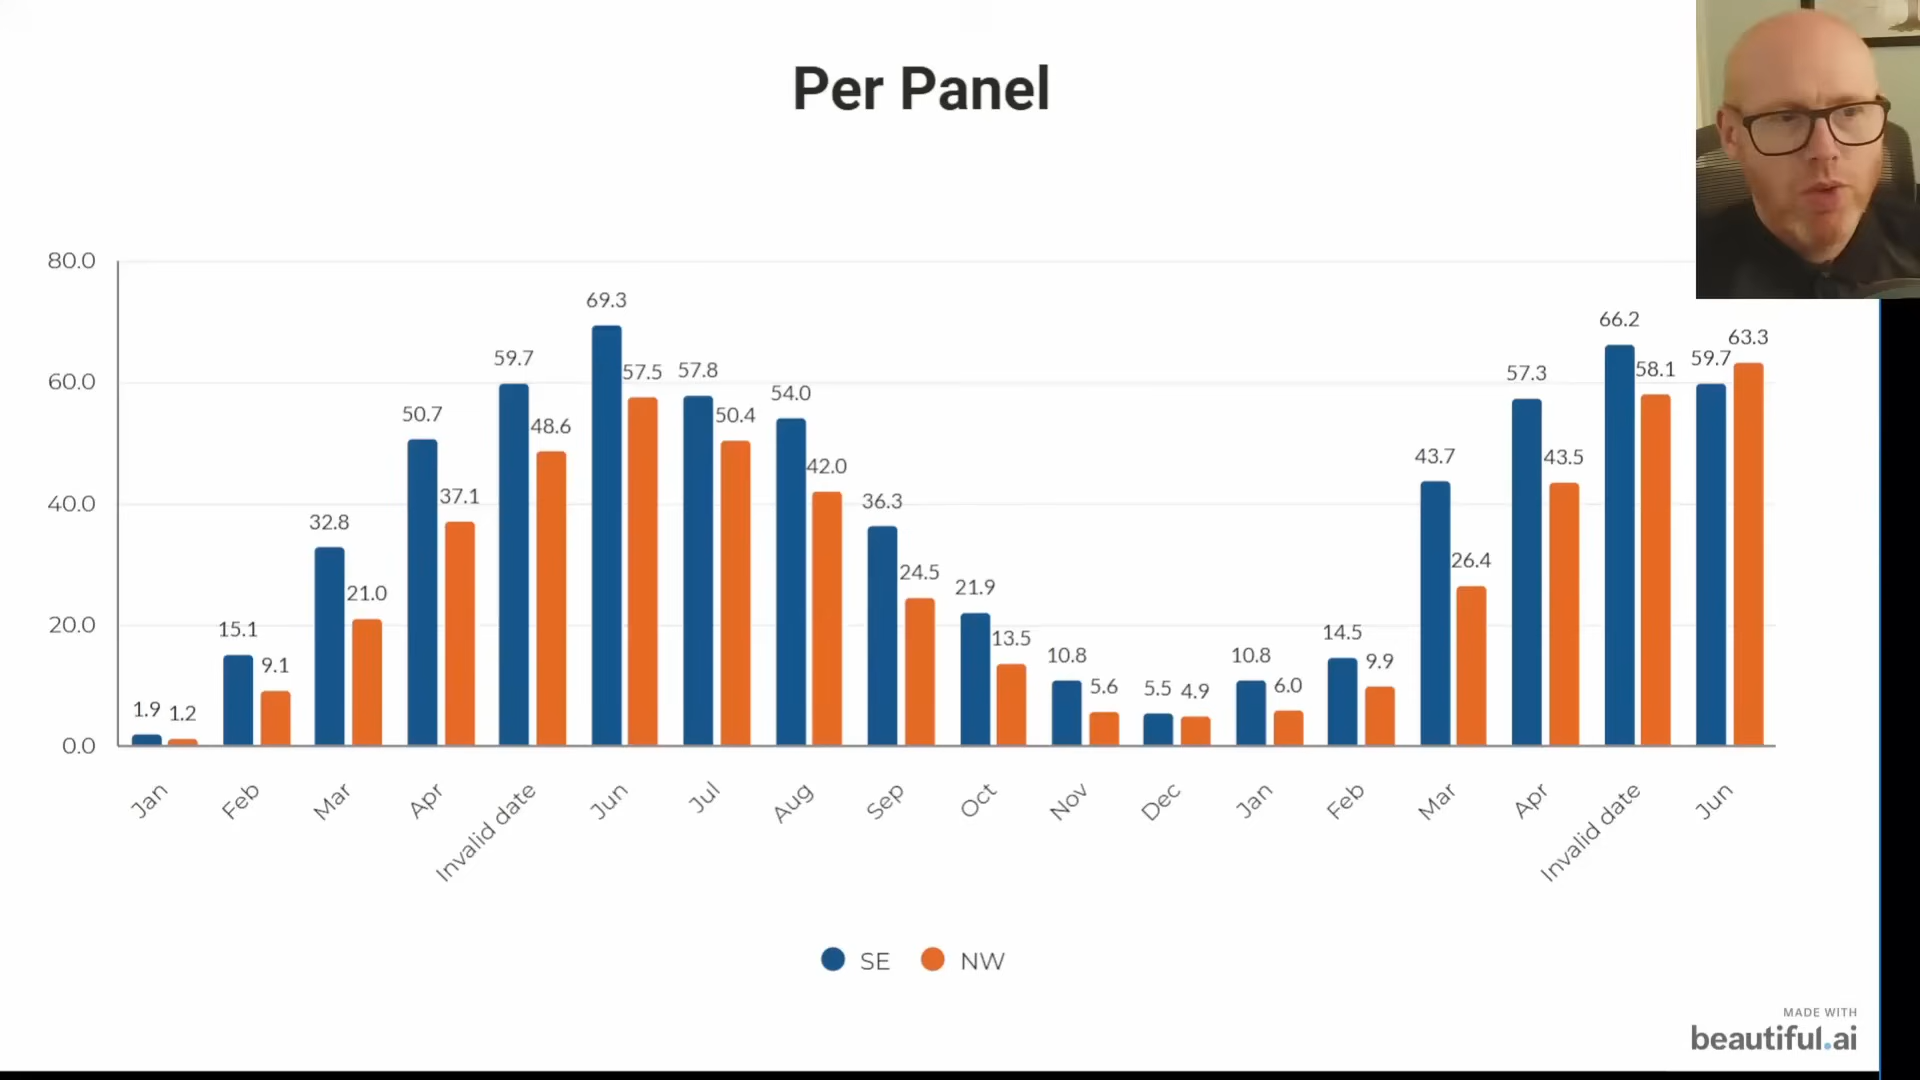 Per Panel
80.0
60.0
40.0
20.0
0.0
1.9 1.2
15.1 9.1
32.8 21.0
50.7 37.1
59.7 48.6
69.3 57.5
57.8 50.4
54.0 42.0
36.3 24.5
21.9 13.5
10.8 5.6
5.5 4.9
10.8 6.0
14.5 9.9
43.7 26.4
57.3 43.5
66.2 58.1
59.7 63.3
Jan
Feb
Mar
Apr
Invalid date
Jun
Jul
Aug
Sep
Oct
Nov
Dec
Jan
Feb
Mar
Apr
Invalid date
Jun
SE NW
MADE WITH
beautiful.ai